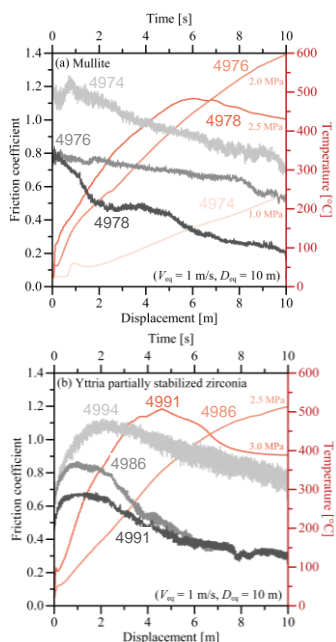 Time [s]
0 2 4 6 8 10
1.4 600
(a) Mullite
4974
4976
2.0 MPa
1.2 500
4978
2.5 MPa
1.0 400
4976
0.8 300
4978
4974
1.0 MPa
0.6
0.4 200
0.2 100
(Veq = 1 m/s, Deq = 10 m)
0.0 0
0 2 4 6 8 10
Displacement [m]
Friction coefficient
Temperature [°C]
Time [s]
0 2 4 6 8 10
1.4 600
(b) Yttria partially stabilized zirconia
2.5 MPa
4991
4986
4994
1.2 500
1.0 400
3.0 MPa
4986
0.8 300
0.6
4991
0.4 200
0.2 100
(Veq = 1 m/s, Deq = 10 m)
0.0 0
0 2 4 6 8 10
Displacement [m]
Friction coefficient
Temperature [°C]